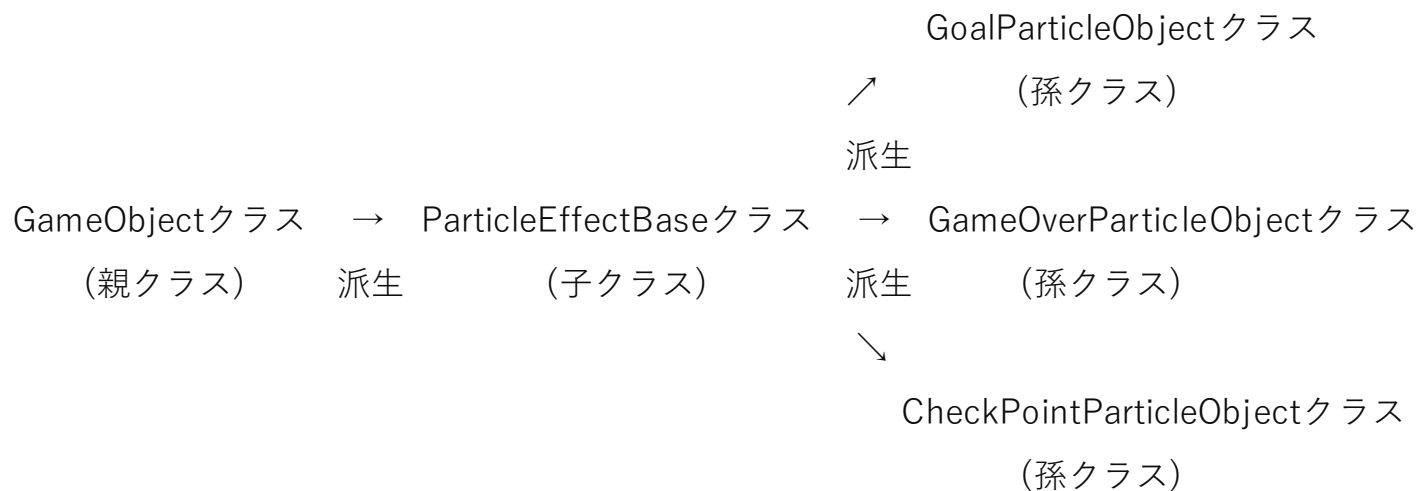 GoalParticleObjectクラス
↗ (孫クラス)
派生
GameObjectクラス → ParticleEffectBaseクラス → GameOverParticleObjectクラス
(親クラス) 派生 (子クラス) 派生 (孫クラス)
↘
CheckPointParticleObjectクラス
(孫クラス)